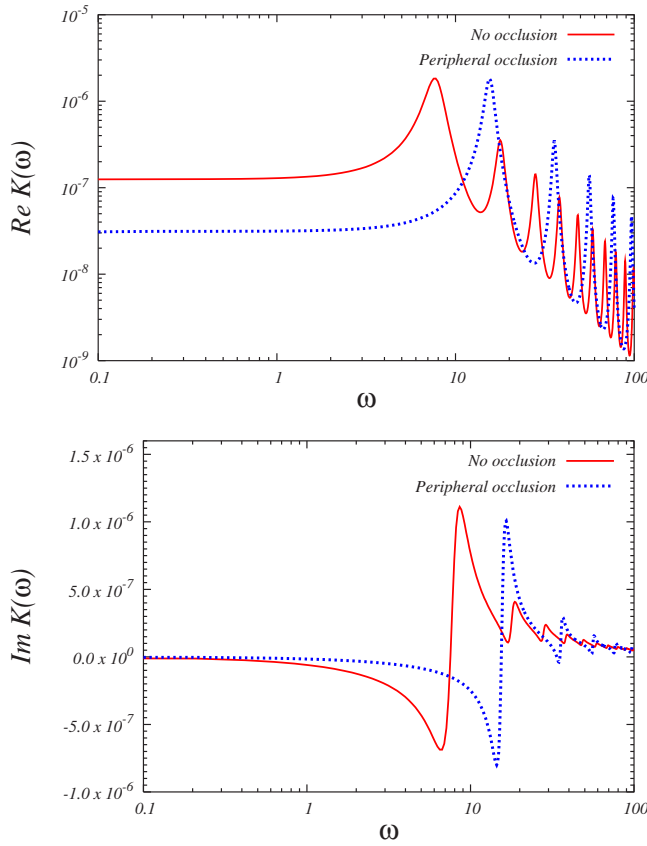 10⁻⁵
No occlusion
Peripheral occlusion
10⁻⁶
10⁻⁷
10⁻⁸
10⁻⁹
Re K(ω)
0.1
1
10
100
ω
1.5 x 10⁻⁶
No occlusion
Peripheral occlusion
1.0 x 10⁻⁶
5.0 x 10⁻⁷
0.0 x 10⁰
-5.0 x 10⁻⁷
-1.0 x 10⁻⁶
Im K(ω)
0.1
1
10
100
ω